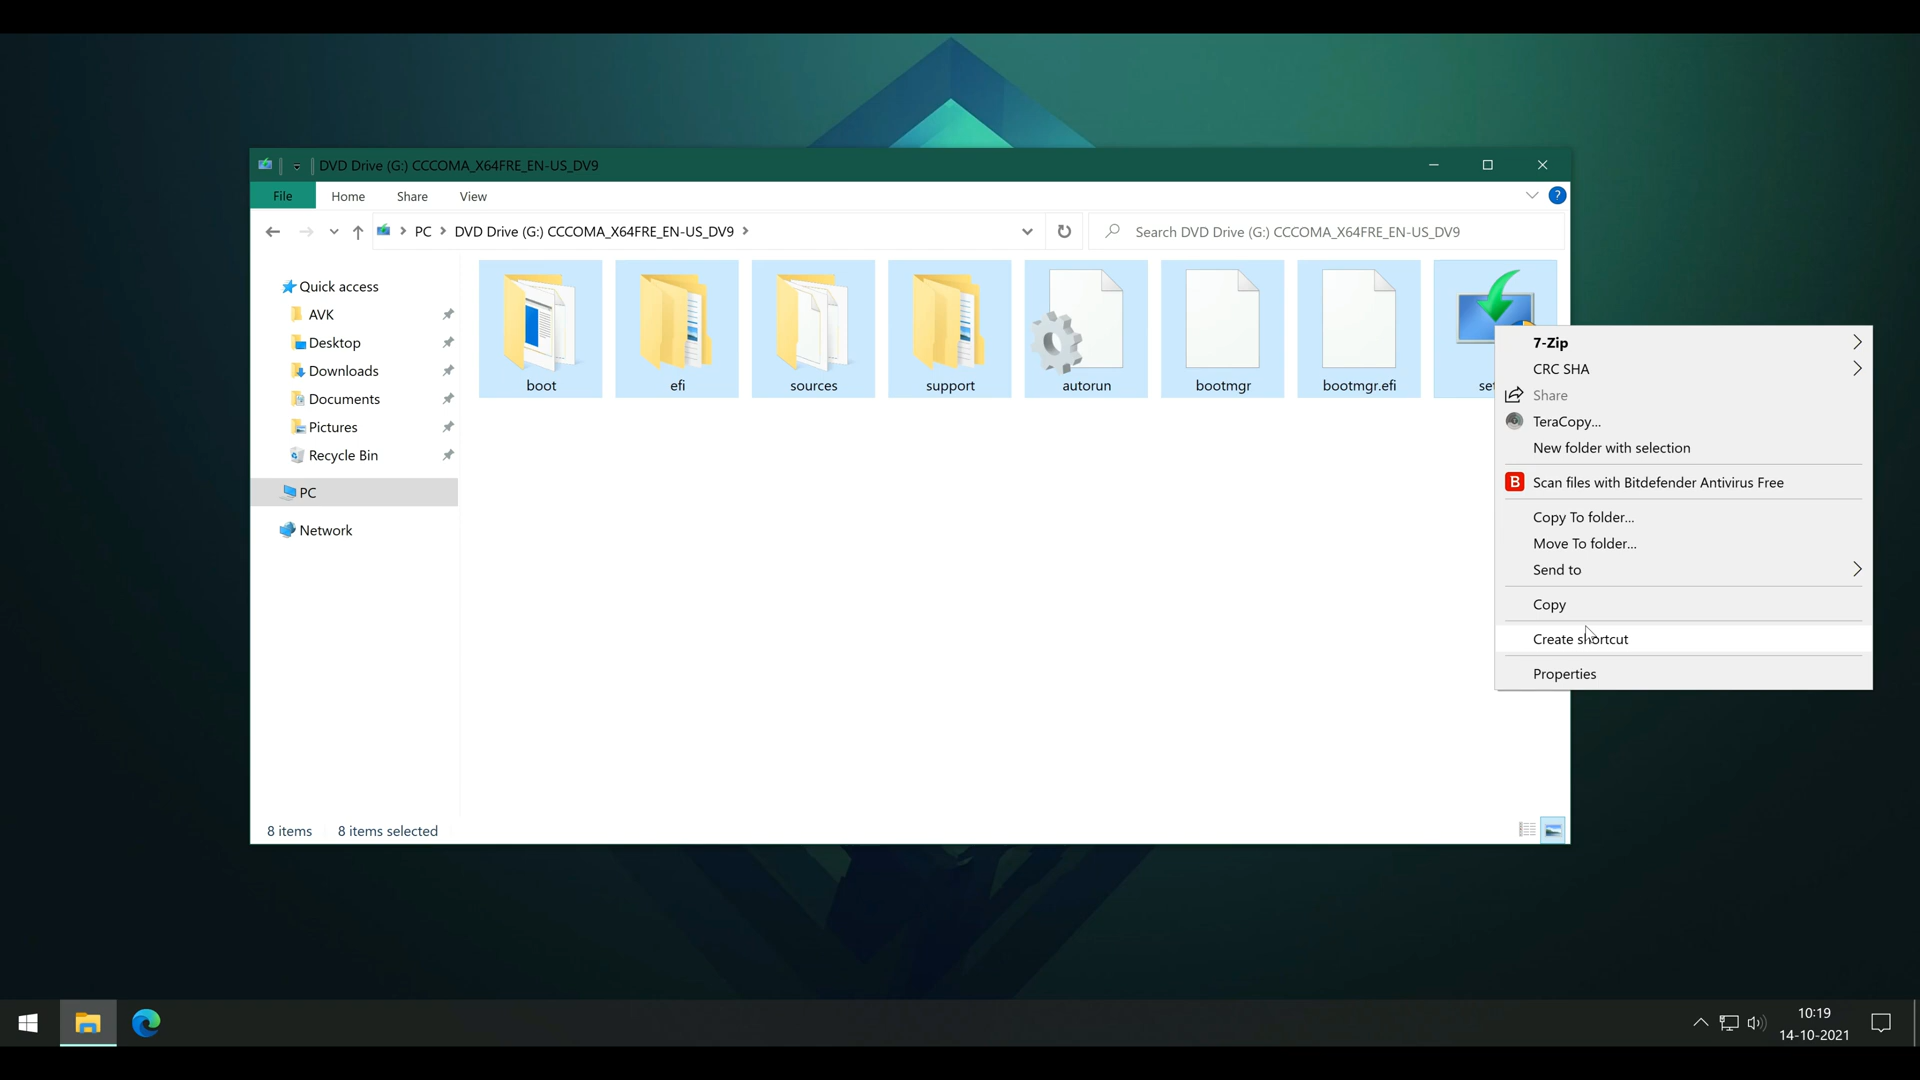 DVD Drive (G:) CCCOMA_X64FRE_EN-US_DV9
File Home Share View
?
PC DVD Drive (G:) CCCOMA_X64FRE_EN-US_DV9
Search DVD Drive (G:) CCCOMA_X64FRE_EN-US_DV9
Quick access
AVK
Desktop
Downloads
Documents
Pictures
Recycle Bin
PC
Network
boot efi sources support autorun bootmgr bootmgr.efi set
7-Zip
CRC SHA
Share
TeraCopy...
New folder with selection
B Scan files with Bitdefender Antivirus Free
Copy To folder...
Move To folder...
Send to
Copy
Create shortcut
Properties
8 items 8 items selected
10:19
14-10-2021